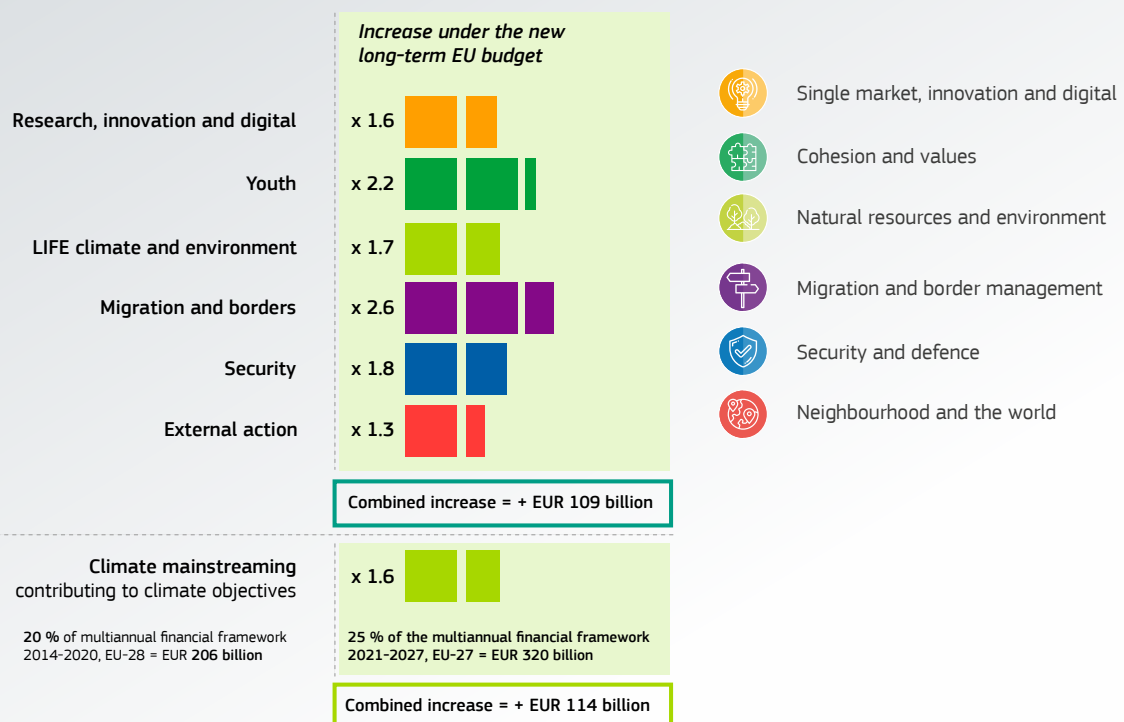 Increase under the new
long-term EU budget
Research, innovation and digital
x 1.6
Youth
x 2.2
LIFE climate and environment
x 1.7
Migration and borders
x 2.6
Security
x 1.8
External action
x 1.3
Combined increase = + EUR 109 billion
Single market, innovation and digital
Cohesion and values
Natural resources and environment
Migration and border management
Security and defence
Neighbourhood and the world
Climate mainstreaming
contributing to climate objectives
x 1.6
20 % of multiannual financial framework
2014-2020, EU-28 = EUR 206 billion
25 % of the multiannual financial framework
2021-2027, EU-27 = EUR 320 billion
Combined increase = + EUR 114 billion